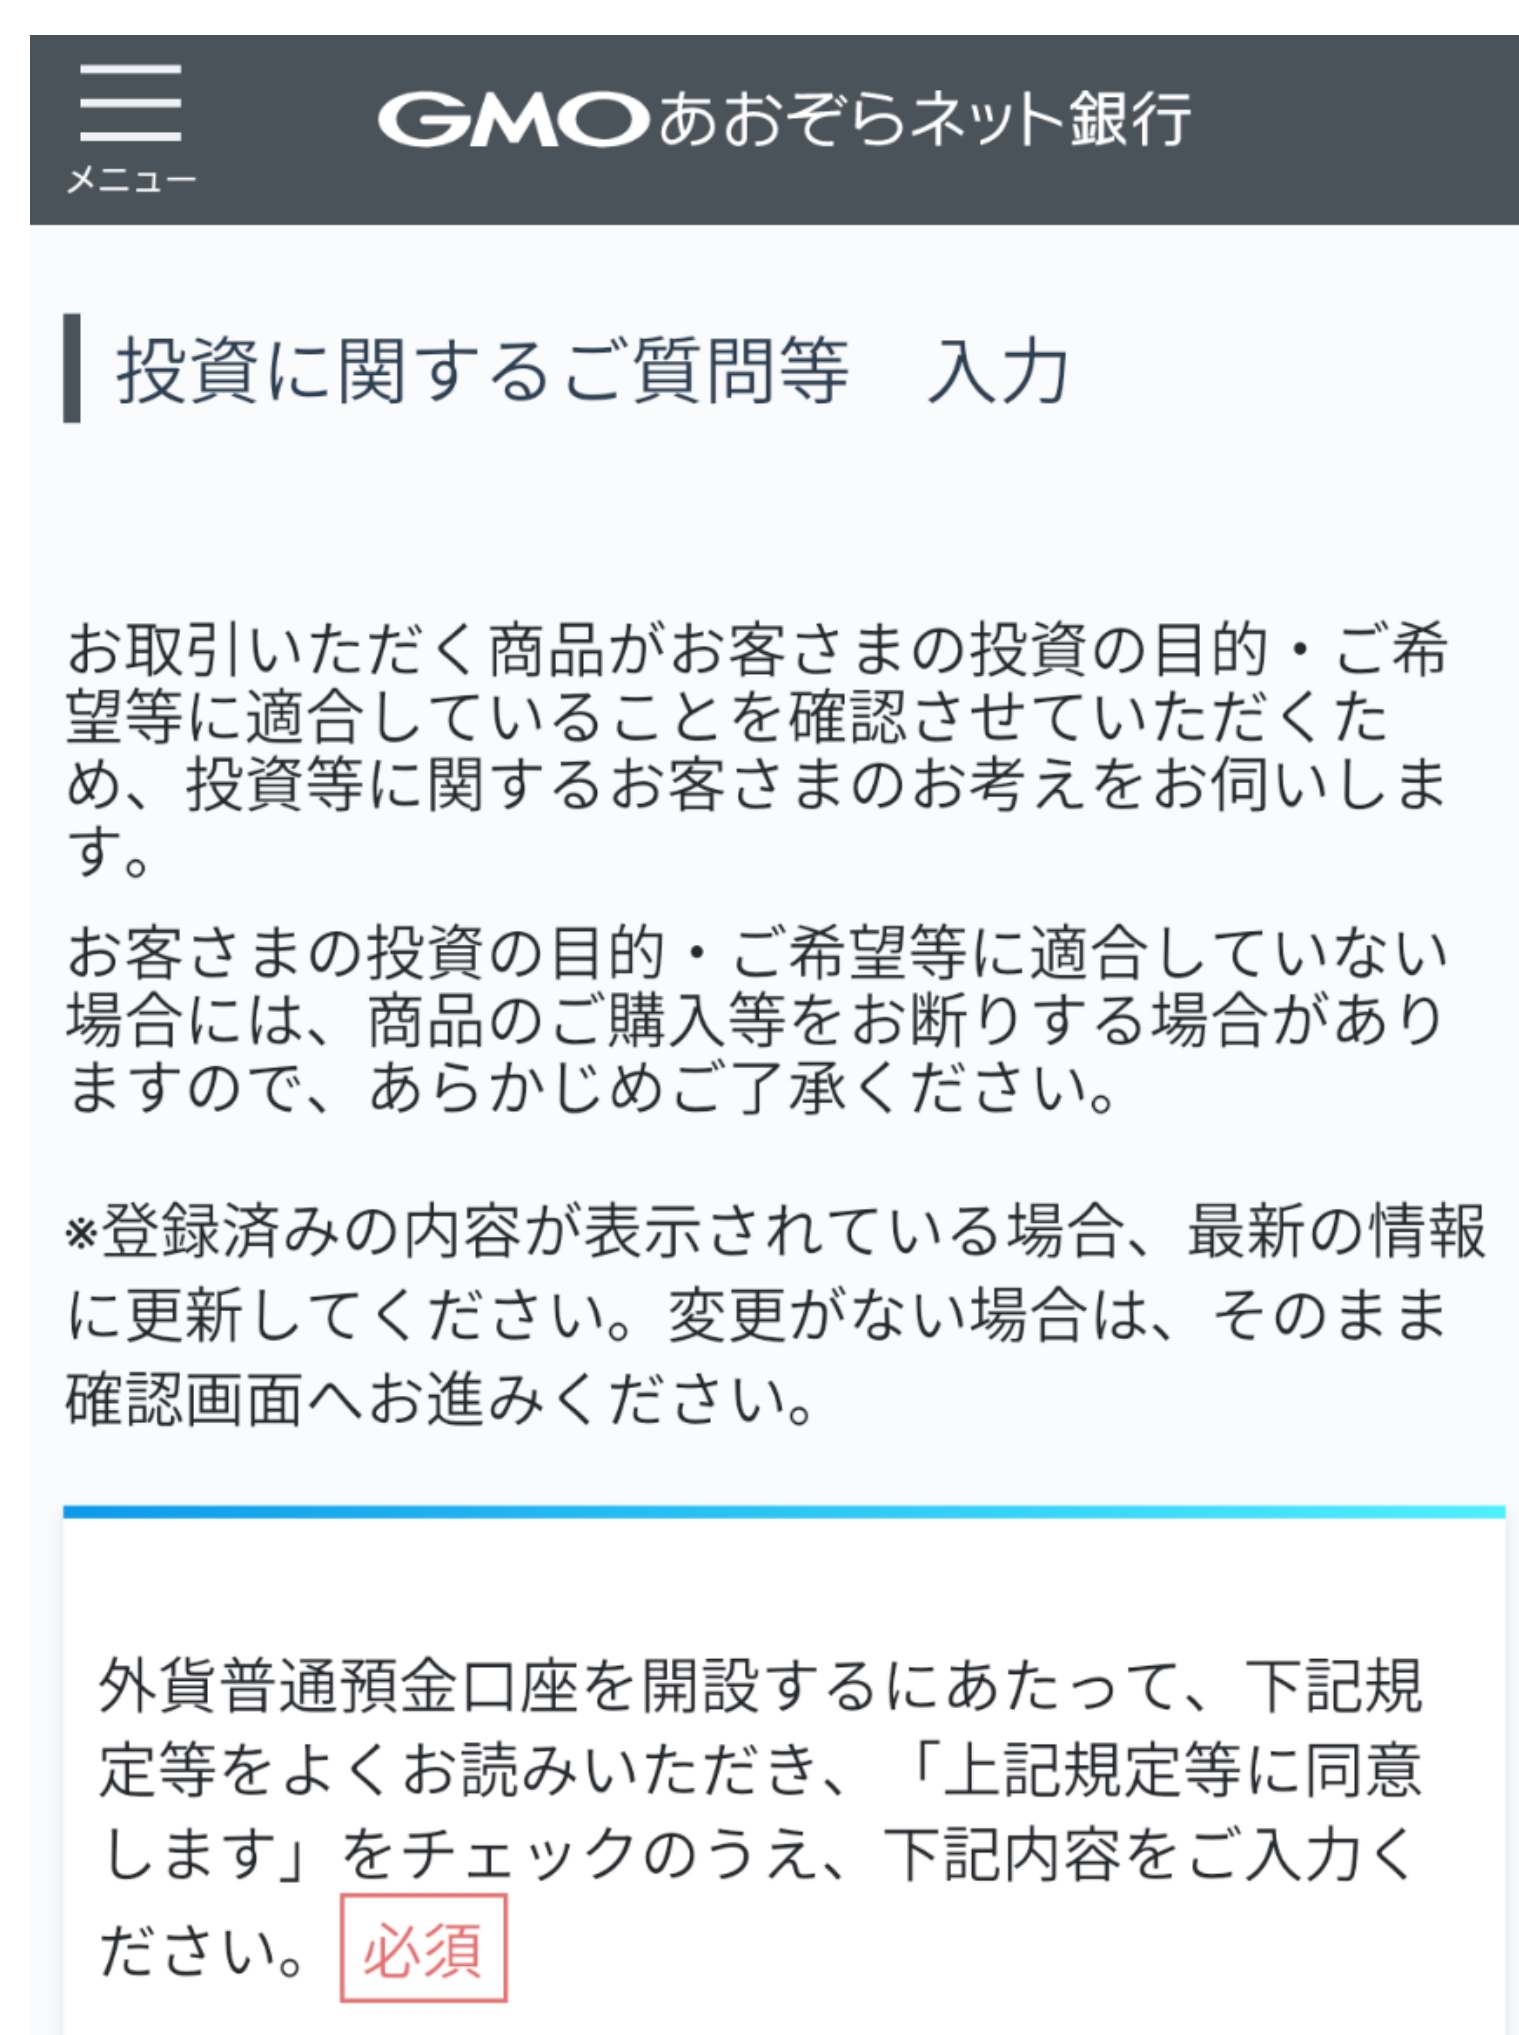 GMOあおぞらネット銀行
メニュー
投資に関するご質問等　入力
お取引いただく商品がお客さまの投資の目的・ご希
望等に適合していることを確認させていただくた
め、投資等に関するお客さまのお考えをお伺いしま
す。
お客さまの投資の目的・ご希望等に適合していない
場合には、商品のご購入等をお断りする場合があり
ますので、あらかじめご了承ください。
※登録済みの内容が表示されている場合、最新の情報
に更新してください。変更がない場合は、そのまま
確認画面へお進みください。
外貨普通預金口座を開設するにあたって、下記規
定等をよくお読みいただき、「上記規定等に同意
します」をチェックのうえ、下記内容をご入力く
ださい。 必須